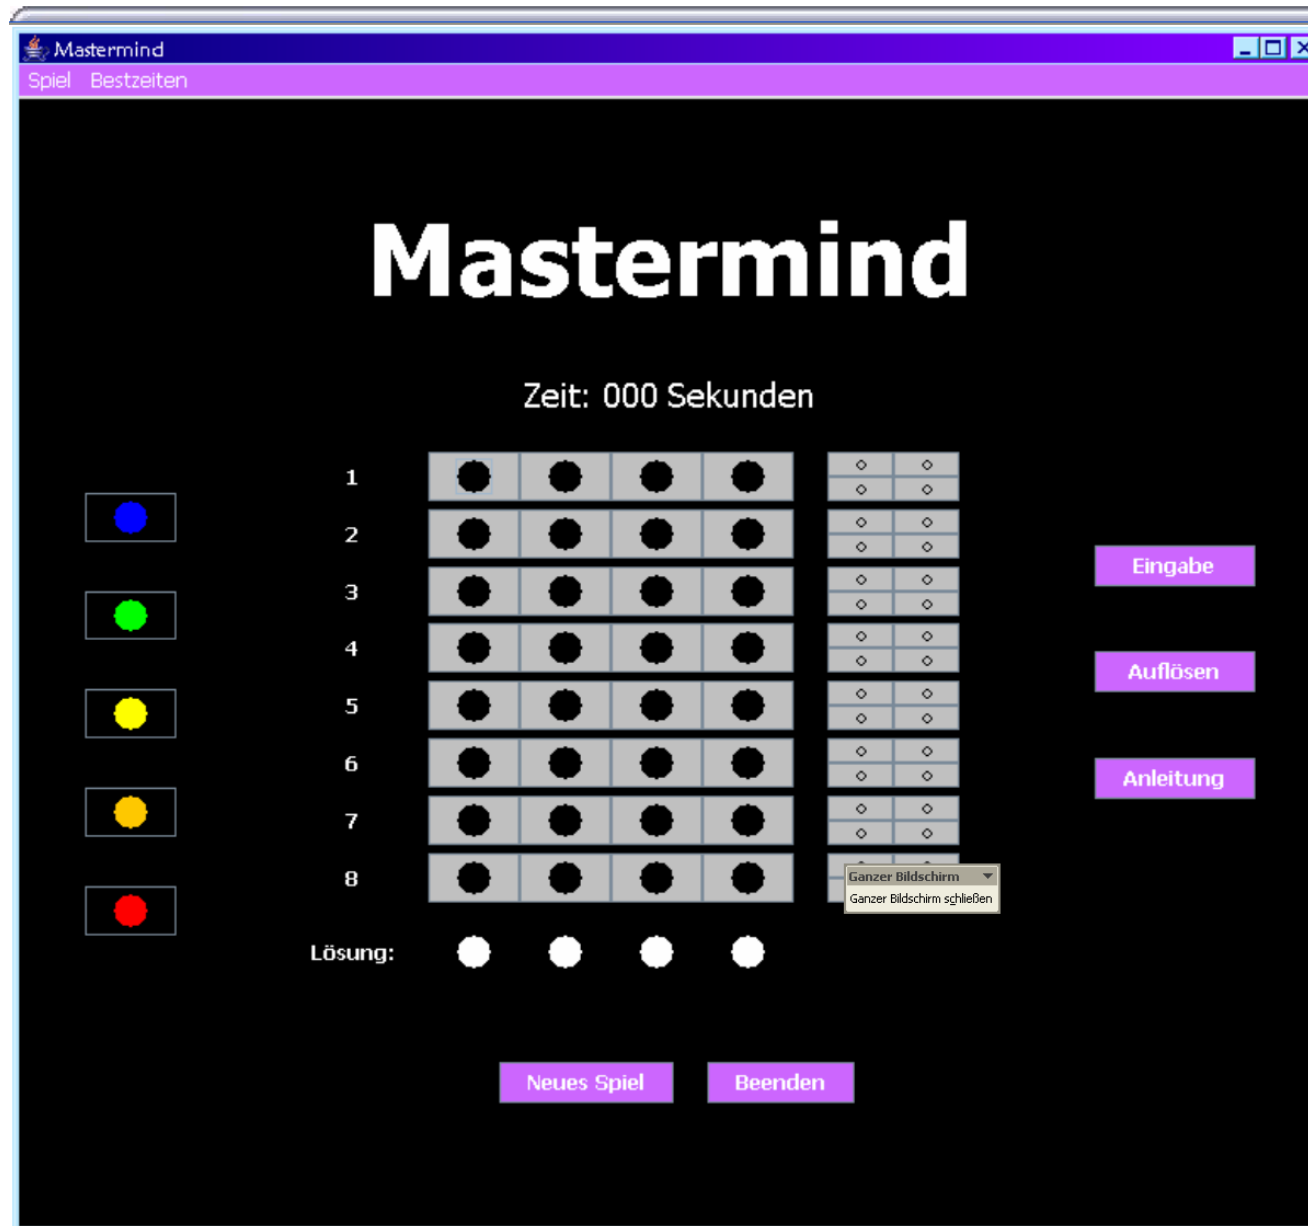 Mastermind
Spiel Bestzeiten
Mastermind
Zeit: 000 Sekunden
1
2
3
4
5
6
7
8
Eingabe
Auflösen
Anleitung
Ganzer Bildschirm
Ganzer Bildschirm schließen
Lösung:
Neues Spiel Beenden